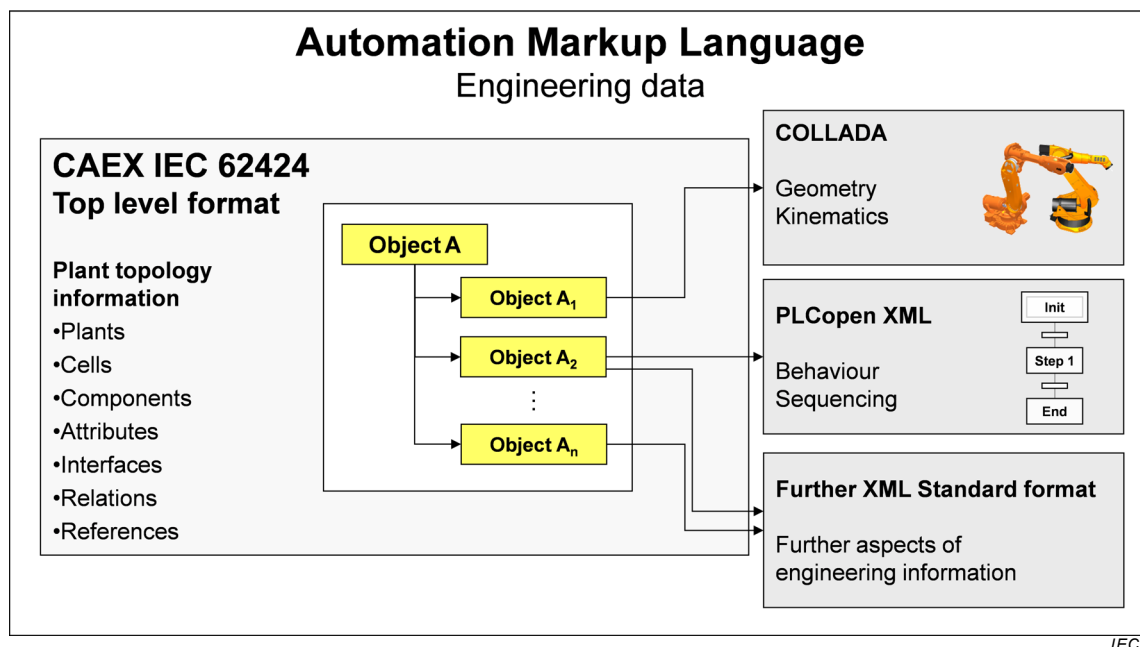 Automation Markup Language
Engineering data
CAEX IEC 62424
Top level format
Plant topology
information
•Plants
•Cells
•Components
•Attributes
•Interfaces
•Relations
•References
Object A
Object A₁
Object A₂
⋮
Object Aₙ
COLLADA
Geometry
Kinematics
PLCopen XML
Behaviour
Sequencing
Init
Step 1
End
Further XML Standard format
Further aspects of
engineering information
IEC